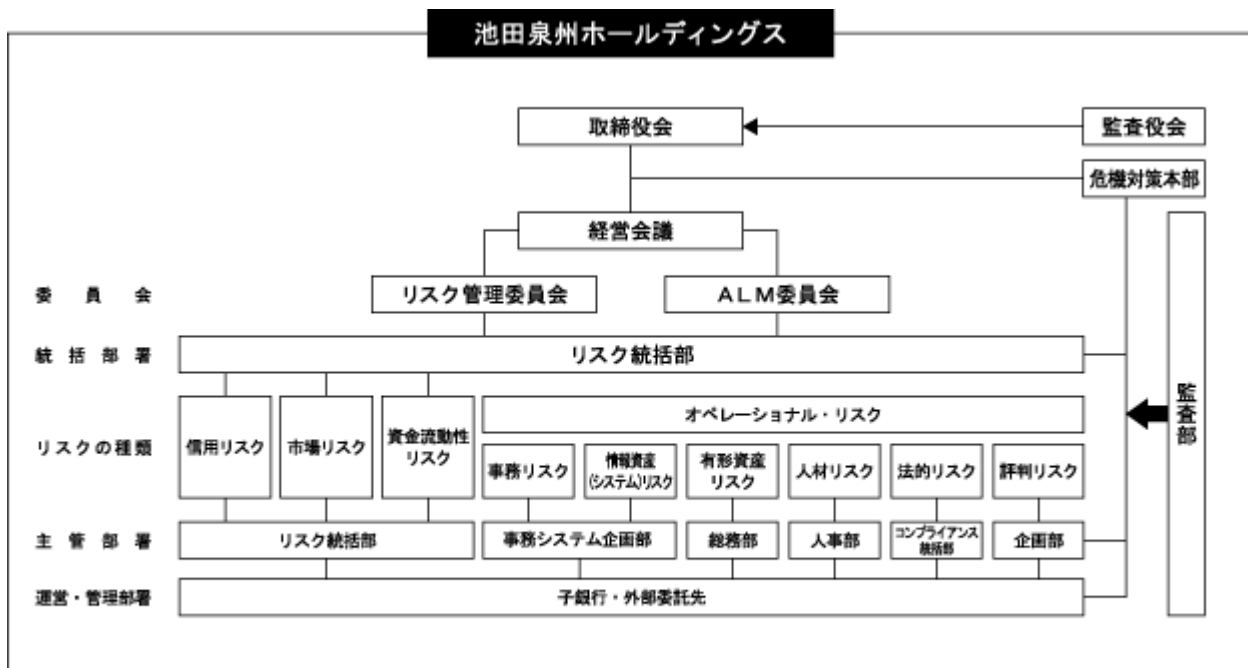 池田泉州ホールディングス
取締役会
監査役会
危機対策本部
経営会議
委員会
リスク管理委員会
ALM委員会
統括部署
リスク統括部
監査部
リスクの種類
信用リスク
市場リスク
資金流動性
リスク
オペレーショナル・リスク
事務リスク
情報資産
(システム)リスク
有形資産
リスク
人材リスク
法的リスク
評判リスク
主管部署
リスク統括部
事務システム企画部
総務部
人事部
コンプライアンス
統括部
企画部
運営・管理部署
子銀行・外部委託先